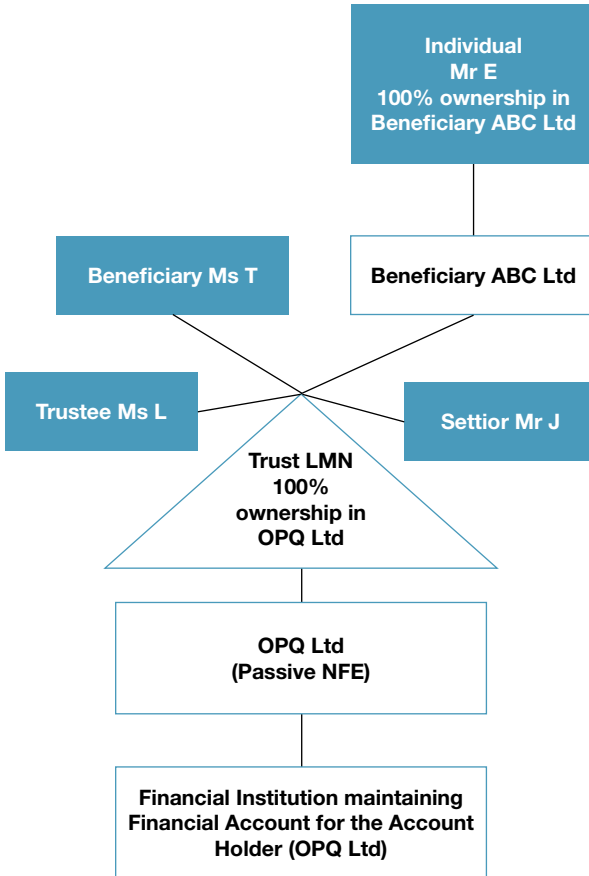 Individual
Mr E
100% ownership in
Beneficiary ABC Ltd
Beneficiary Ms T
Beneficiary ABC Ltd
Trustee Ms L
Settior Mr J
Trust LMN
100%
ownership in
OPQ Ltd
OPQ Ltd
(Passive NFE)
Financial Institution maintaining
Financial Account for the Account
Holder (OPQ Ltd)